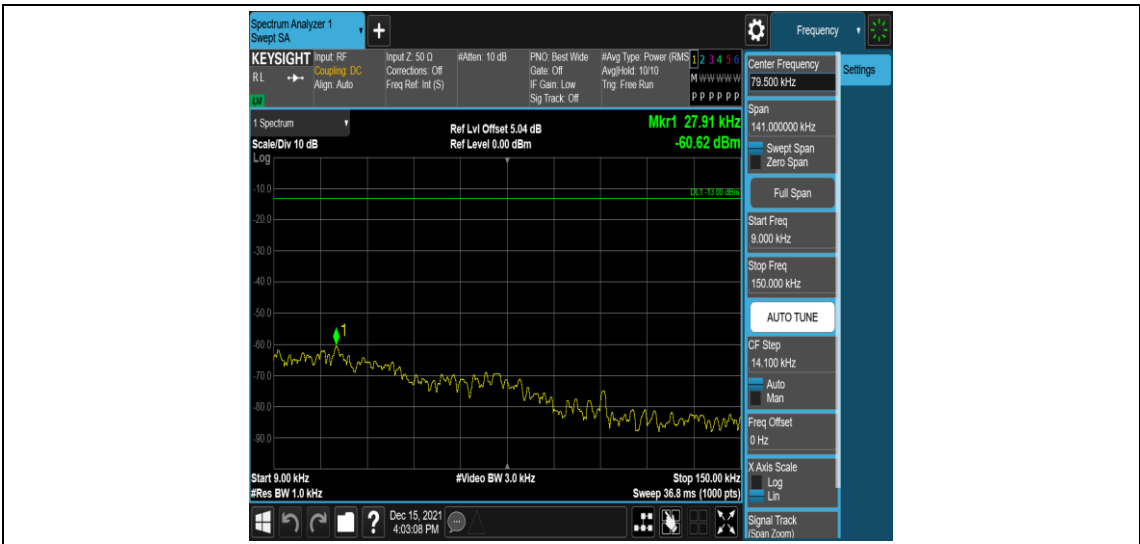 Spectrum Analyzer 1
Swept SA
+
Frequency
KEYSIGHT
RL
LXI
Input: RF
Coupling: DC
Align: Auto
Input Z: 50 Ω
Corrections: Off
Freq Ref: Int (S)
#Atten: 10 dB
PNO: Best Wide
Gate: Off
IF Gain: Low
Sig Track: Off
#Avg Type: Power (RMS
Avg|Hold: 10/10
Trig: Free Run
1 2 3 4 5 6
M W W W W W
P P P P P P
Center Frequency
79.500 kHz
Settings
Span
141.000000 kHz
Swept Span
Zero Span
Full Span
Start Freq
9.000 kHz
Stop Freq
150.000 kHz
AUTO TUNE
CF Step
14.100 kHz
Auto
Man
Freq Offset
0 Hz
X Axis Scale
Log
Lin
Signal Track
(Span Zoom)
1 Spectrum
Scale/Div 10 dB
Log
Ref Lvl Offset 5.04 dB
Ref Level 0.00 dBm
Mkr1 27.91 kHz
-60.62 dBm
DL1 -13.00 dBm
-10.0
-20.0
-30.0
-40.0
-50.0
-60.0
-70.0
-80.0
-90.0
1
Start 9.00 kHz
#Res BW 1.0 kHz
#Video BW 3.0 kHz
Stop 150.00 kHz
Sweep 36.8 ms (1000 pts)
?
Dec 15, 2021
4:03:08 PM